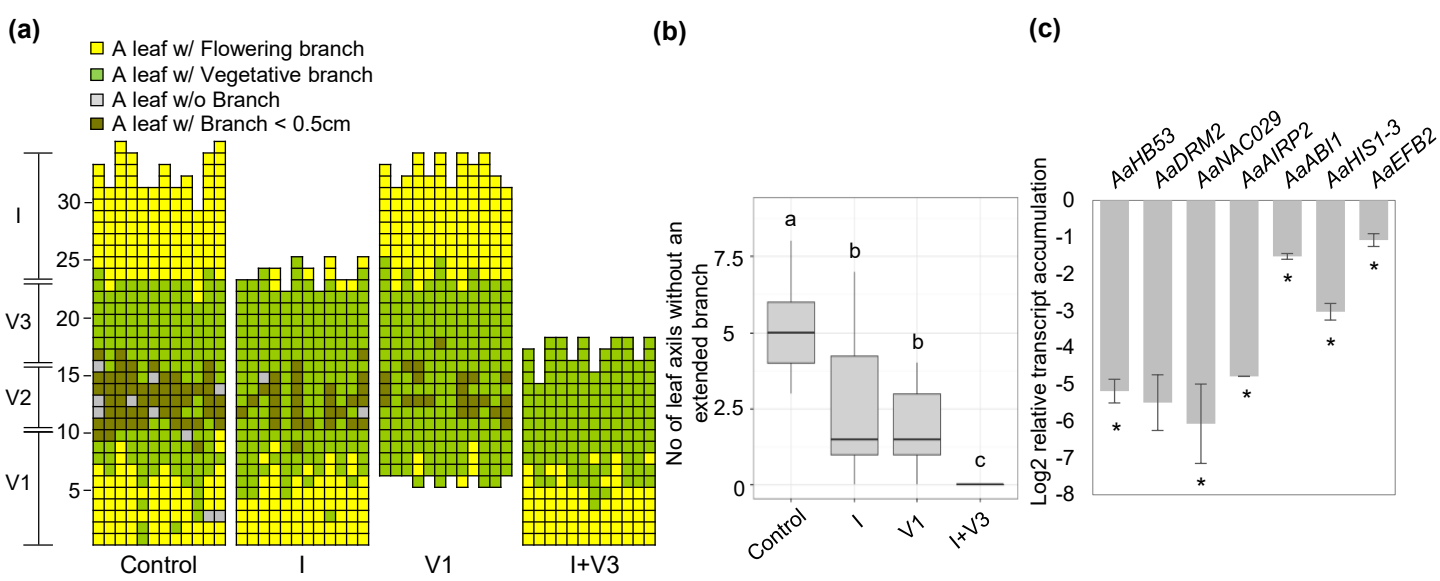 (a)
A leaf w/ Flowering branch
A leaf w/ Vegetative branch
A leaf w/o Branch
A leaf w/ Branch < 0.5cm
I
V3
V2
V1
30
25
20
15
10
5
Control
I
V1
I+V3
(b)
No of leaf axils without an
extended branch
7.5
5
2.5
0
a
b
b
c
Control
I
V1
I+V3
(c)
Log2 relative transcript accumulation
AaHB53
AaDRM2
AaNAC029
AaAIRP2
AaABI1
AaHIS1-3
AaEFB2
0
-1
-2
-3
-4
-5
-6
-7
-8
*
*
*
*
*
*